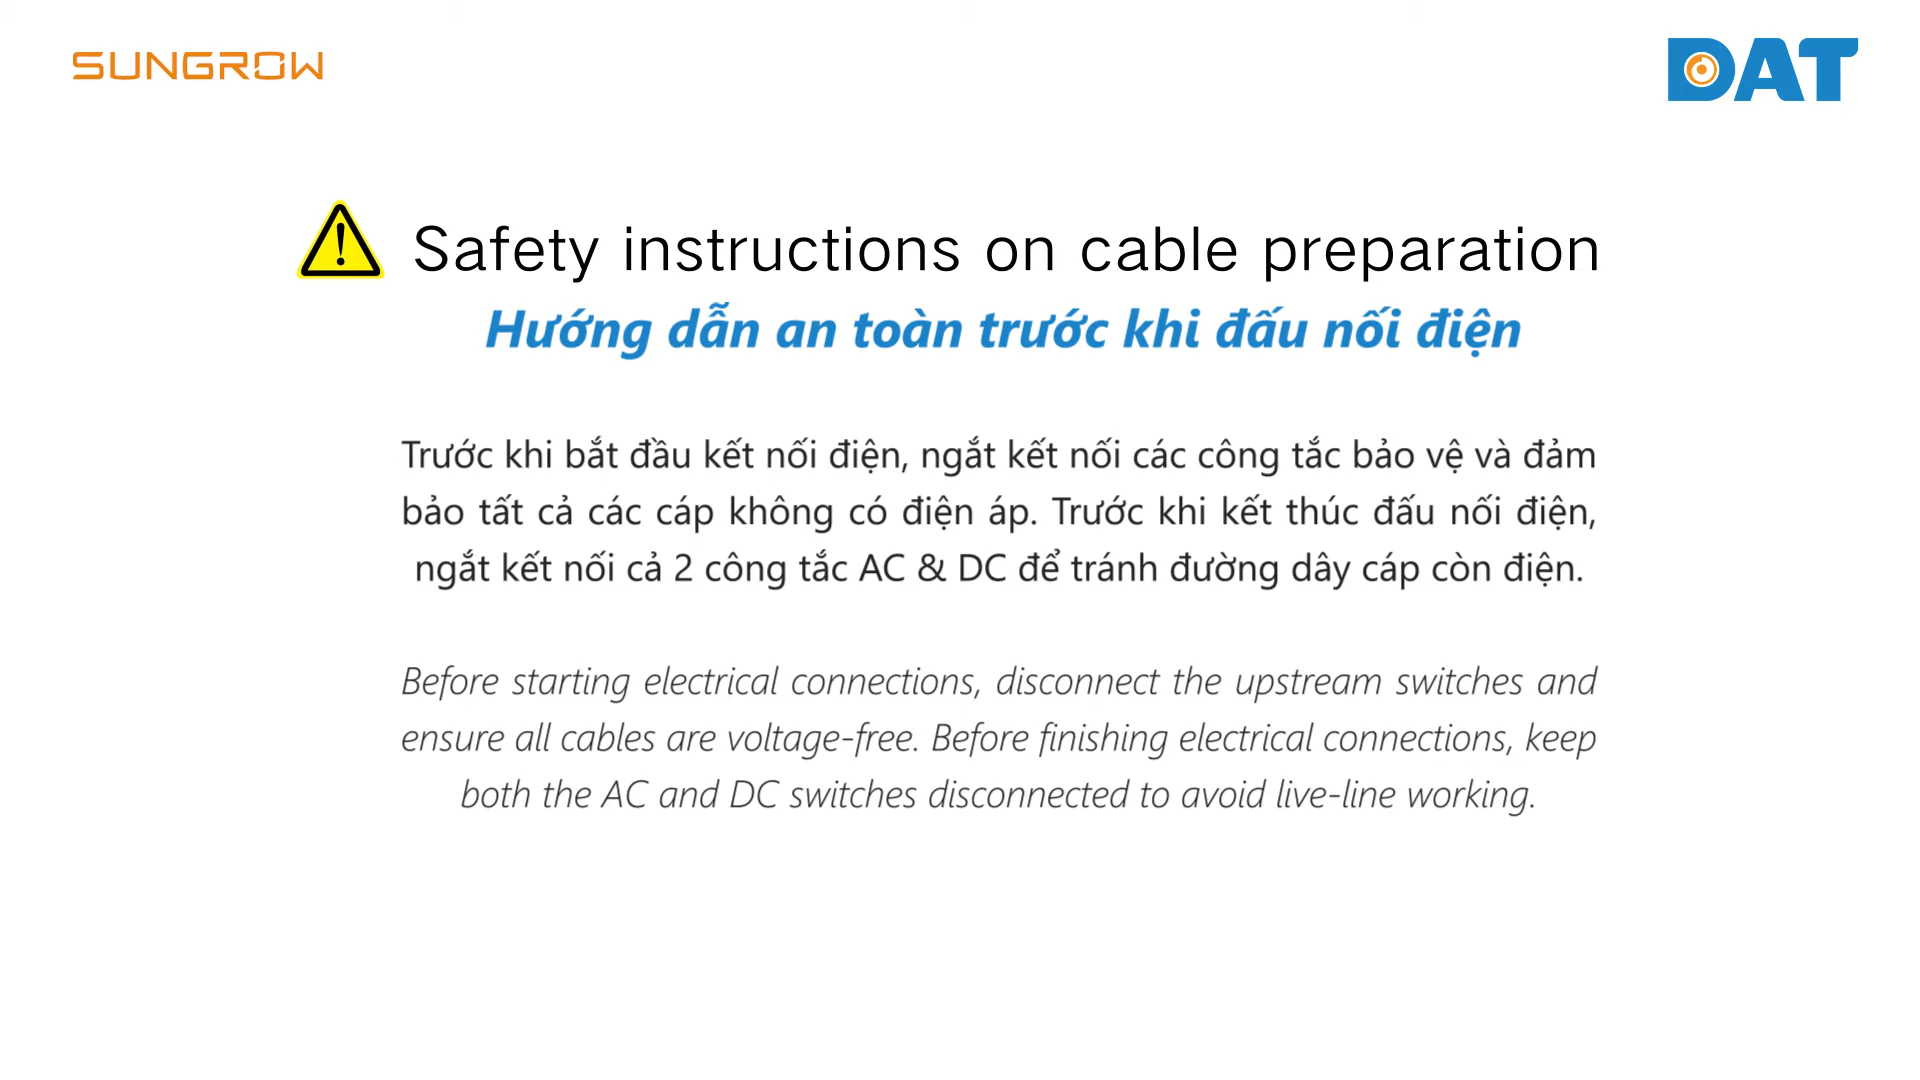 SUNGROW
DAT
Safety instructions on cable preparation
Hướng dẫn an toàn trước khi đấu nối điện
Trước khi bắt đầu kết nối điện, ngắt kết nối các công tắc bảo vệ và đảm
bảo tất cả các cáp không có điện áp. Trước khi kết thúc đấu nối điện,
ngắt kết nối cả 2 công tắc AC & DC để tránh đường dây cáp còn điện.
Before starting electrical connections, disconnect the upstream switches and
ensure all cables are voltage-free. Before finishing electrical connections, keep
both the AC and DC switches disconnected to avoid live-line working.